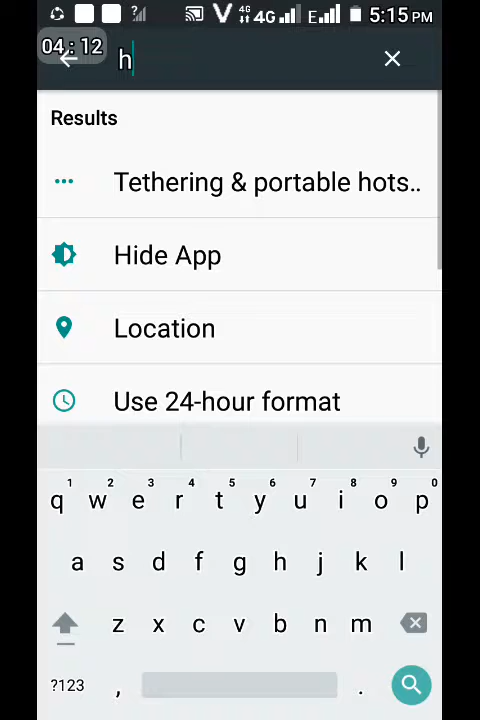 4G 4G E 5:15 PM
04 : 12
h
Results
Tethering & portable hots..
Hide App
Location
Use 24-hour format
1 2 3 4 5 6 7 8 9 0
q w e r t y u i o p
a s d f g h j k l
z x c v b n m
?123 , .